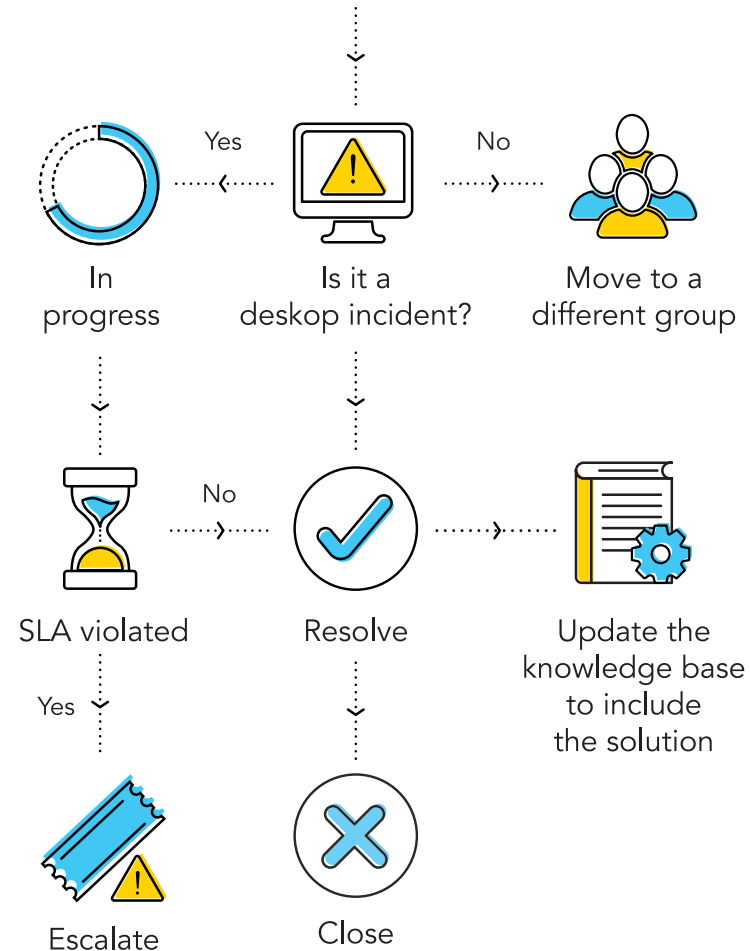 Yes
No
In
progress
Is it a
deskop incident?
Move to a
different group
No
SLA violated
Resolve
Update the
knowledge base
to include
the solution
Yes
Escalate
Close